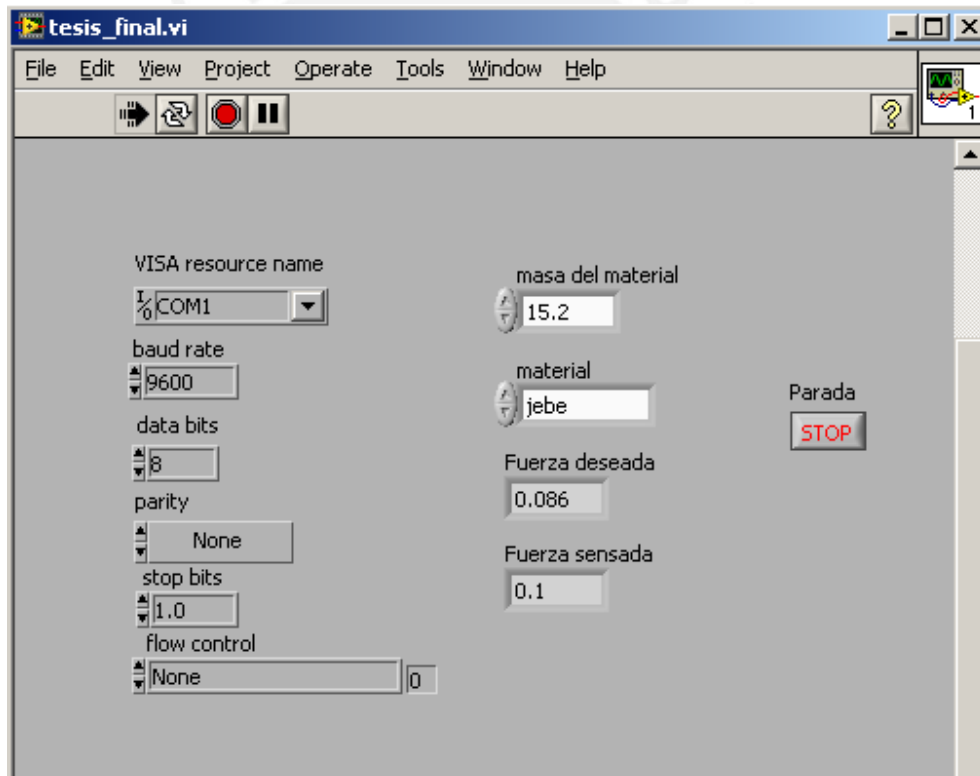 tesis_final.vi
File Edit View Project Operate Tools Window Help
1
VISA resource name
COM1
baud rate
9600
data bits
8
parity
None
stop bits
1.0
flow control
None 0
masa del material
15.2
material
jebe
Fuerza deseada
0.086
Fuerza sensada
0.1
Parada
STOP